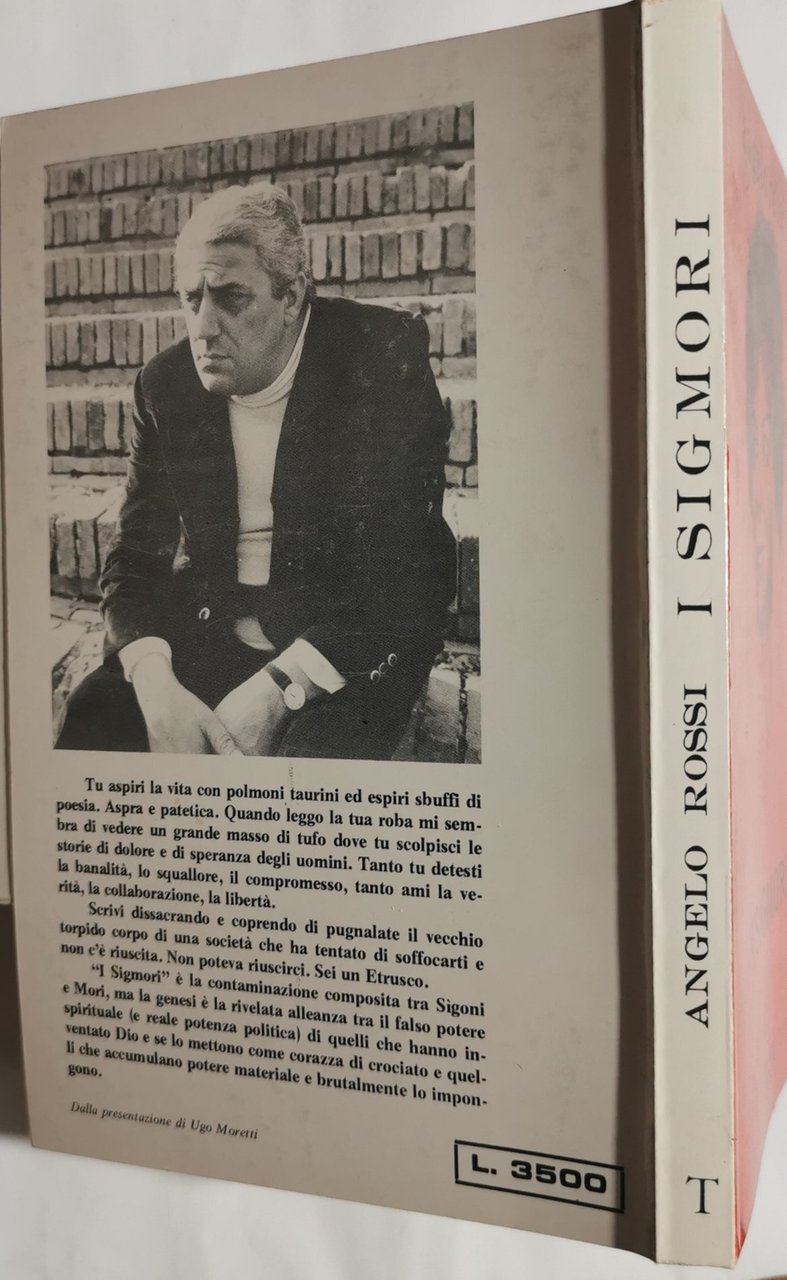 Tu aspiri la vita con polmoni taurini ed espiri sbuffi di
poesia. Aspra e patetica. Quando leggo la tua roba mi sem-
bra di vedere un grande masso di tufo dove tu scolpisci le
storie di dolore e di speranza degli uomini. Tanto tu detesti
la banalità, lo squallore, il compromesso, tanto ami la ve-
rità, la collaborazione, la libertà.
Scrivi dissacrando e coprendo di pugnalate il vecchio
torpido corpo di una società che ha tentato di soffocarti e
non c'è riuscita. Non poteva riuscirci. Sei un Etrusco.
"I Sigmori" è la contaminazione composita tra Sigoni
e Mori, ma la genesi è la rivelata alleanza tra il falso potere
spirituale (e reale potenza politica) di quelli che hanno in-
ventato Dio e se lo mettono come corazza di crociato e quel-
li che accumulano potere materiale e brutalmente lo impon-
gono.
Dalla presentazione di Ugo Moretti
L. 3500
ANGELO ROSSI I SIGMORI
T